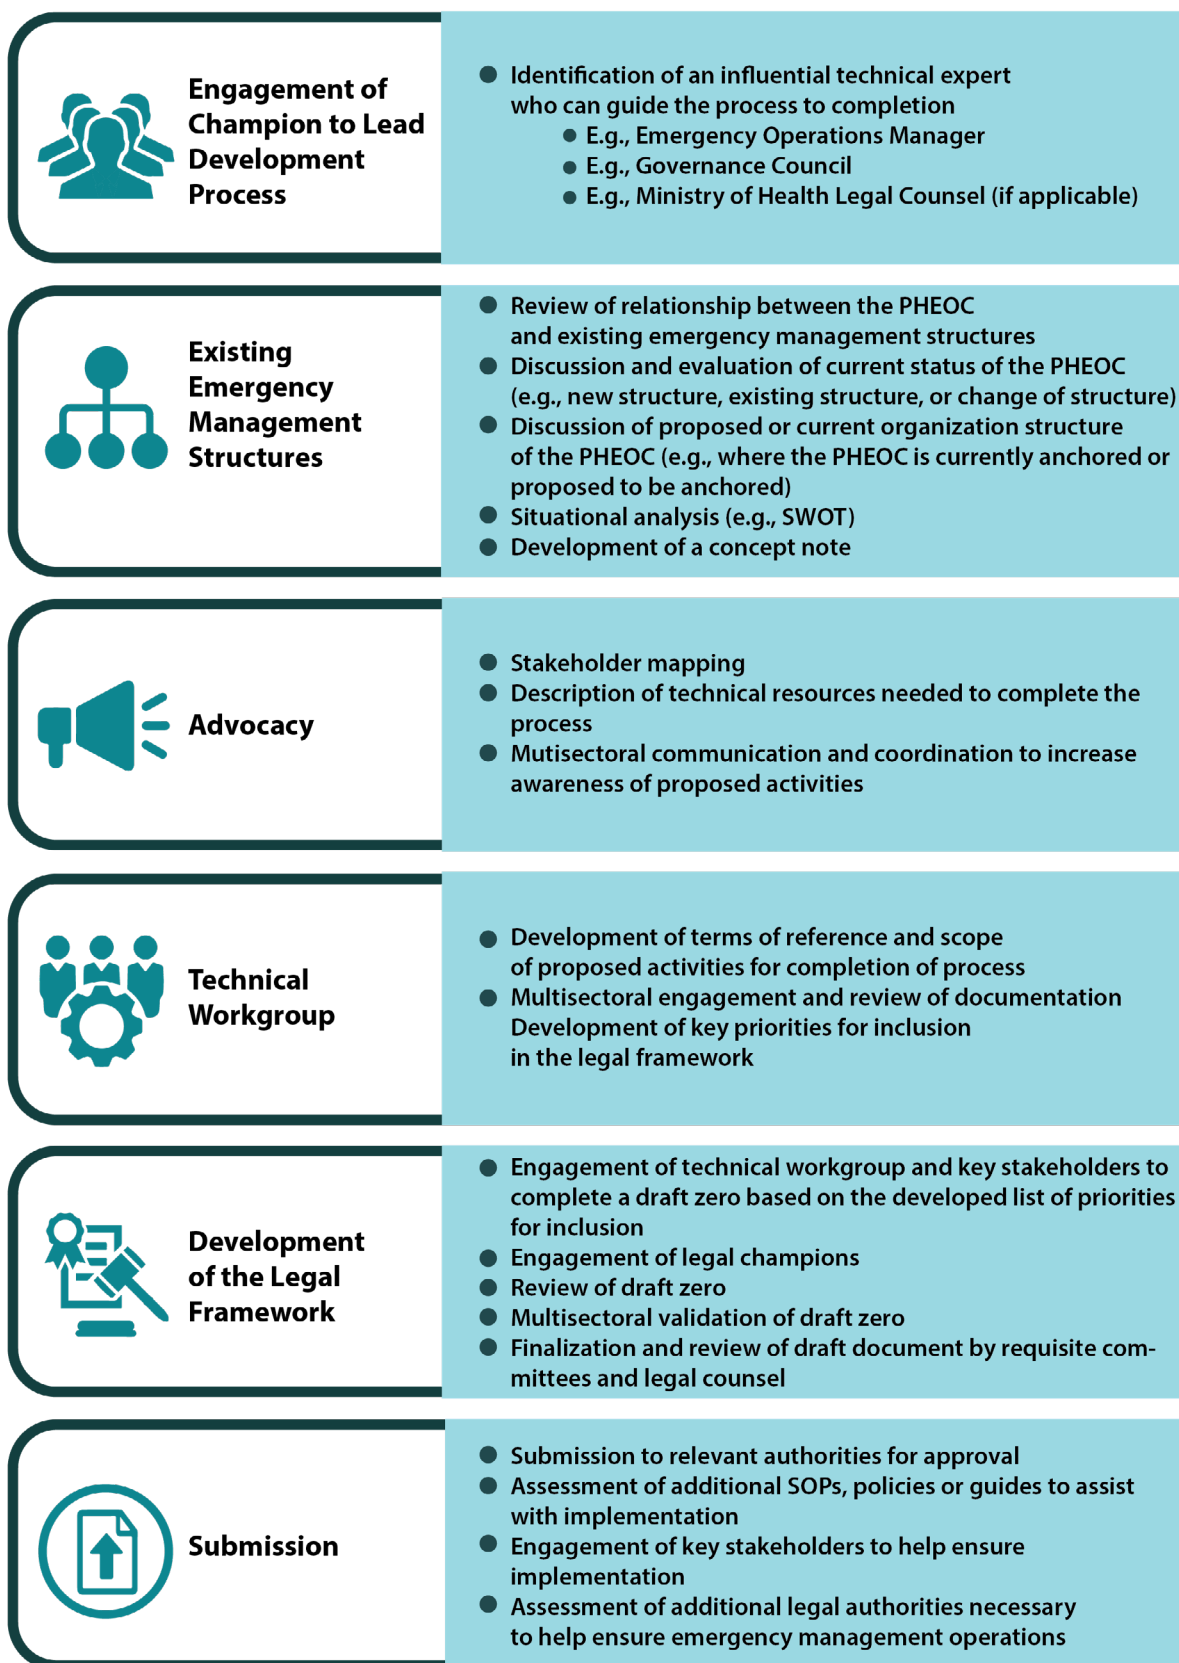 Engagement of
Champion to Lead
Development
Process
Identification of an influential technical expert
who can guide the process to completion
E.g., Emergency Operations Manager
E.g., Governance Council
E.g., Ministry of Health Legal Counsel (if applicable)
Existing
Emergency
Management
Structures
Review of relationship between the PHEOC
and existing emergency management structures
Discussion and evaluation of current status of the PHEOC
(e.g., new structure, existing structure, or change of structure)
Discussion of proposed or current organization structure
of the PHEOC (e.g., where the PHEOC is currently anchored or
proposed to be anchored)
Situational analysis (e.g., SWOT)
Development of a concept note
Advocacy
Stakeholder mapping
Description of technical resources needed to complete the
process
Mutisectoral communication and coordination to increase
awareness of proposed activities
Technical
Workgroup
Development of terms of reference and scope
of proposed activities for completion of process
Multisectoral engagement and review of documentation
Development of key priorities for inclusion
in the legal framework
Development
of the Legal
Framework
Engagement of technical workgroup and key stakeholders to
complete a draft zero based on the developed list of priorities
for inclusion
Engagement of legal champions
Review of draft zero
Multisectoral validation of draft zero
Finalization and review of draft document by requisite com-
mittees and legal counsel
Submission
Submission to relevant authorities for approval
Assessment of additional SOPs, policies or guides to assist
with implementation
Engagement of key stakeholders to help ensure
implementation
Assessment of additional legal authorities necessary
to help ensure emergency management operations